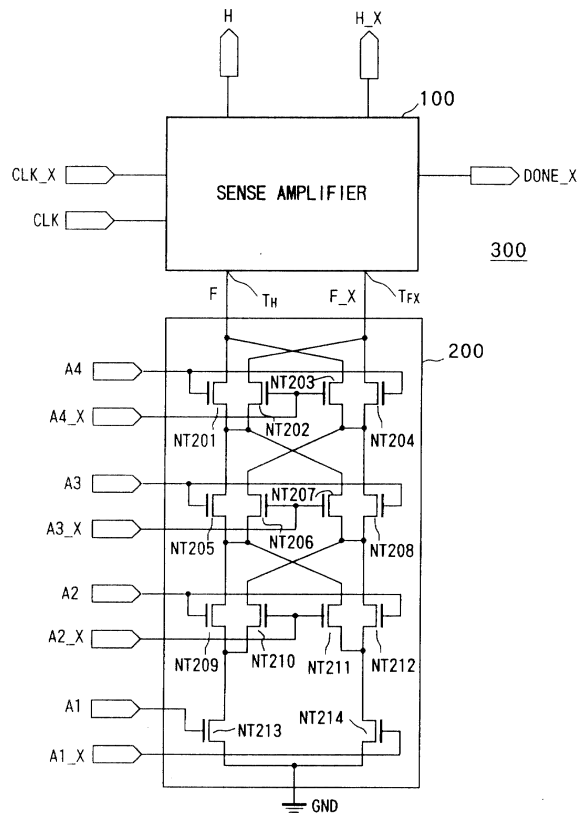 H H_X
100
CLK_X
SENSE AMPLIFIER
DONE_X
CLK
300
F TH F_X TFX
200
A4
NT203
A4_X
NT201 NT202 NT204
A3
NT207
A3_X
NT205 NT206 NT208
A2
A2_X
NT209 NT210 NT211 NT212
A1
NT213 NT214
A1_X
GND